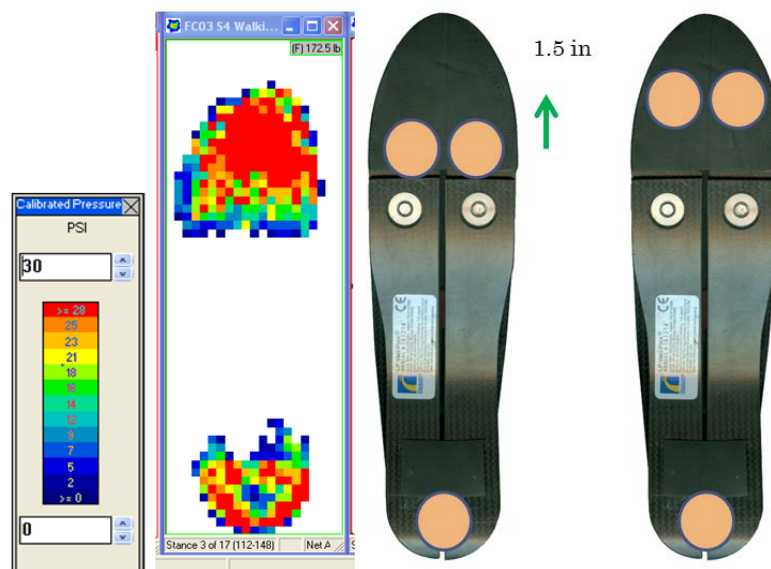 FC03 S4 Walki...
(F) 172.5 lb
1.5 in
Calibrated Pressure
PSI
30
>= 28
25
23
21
18
16
14
12
9
7
5
2
>= 0
0
Stance 3 of 17 (112-148)
Net A
CE
CE